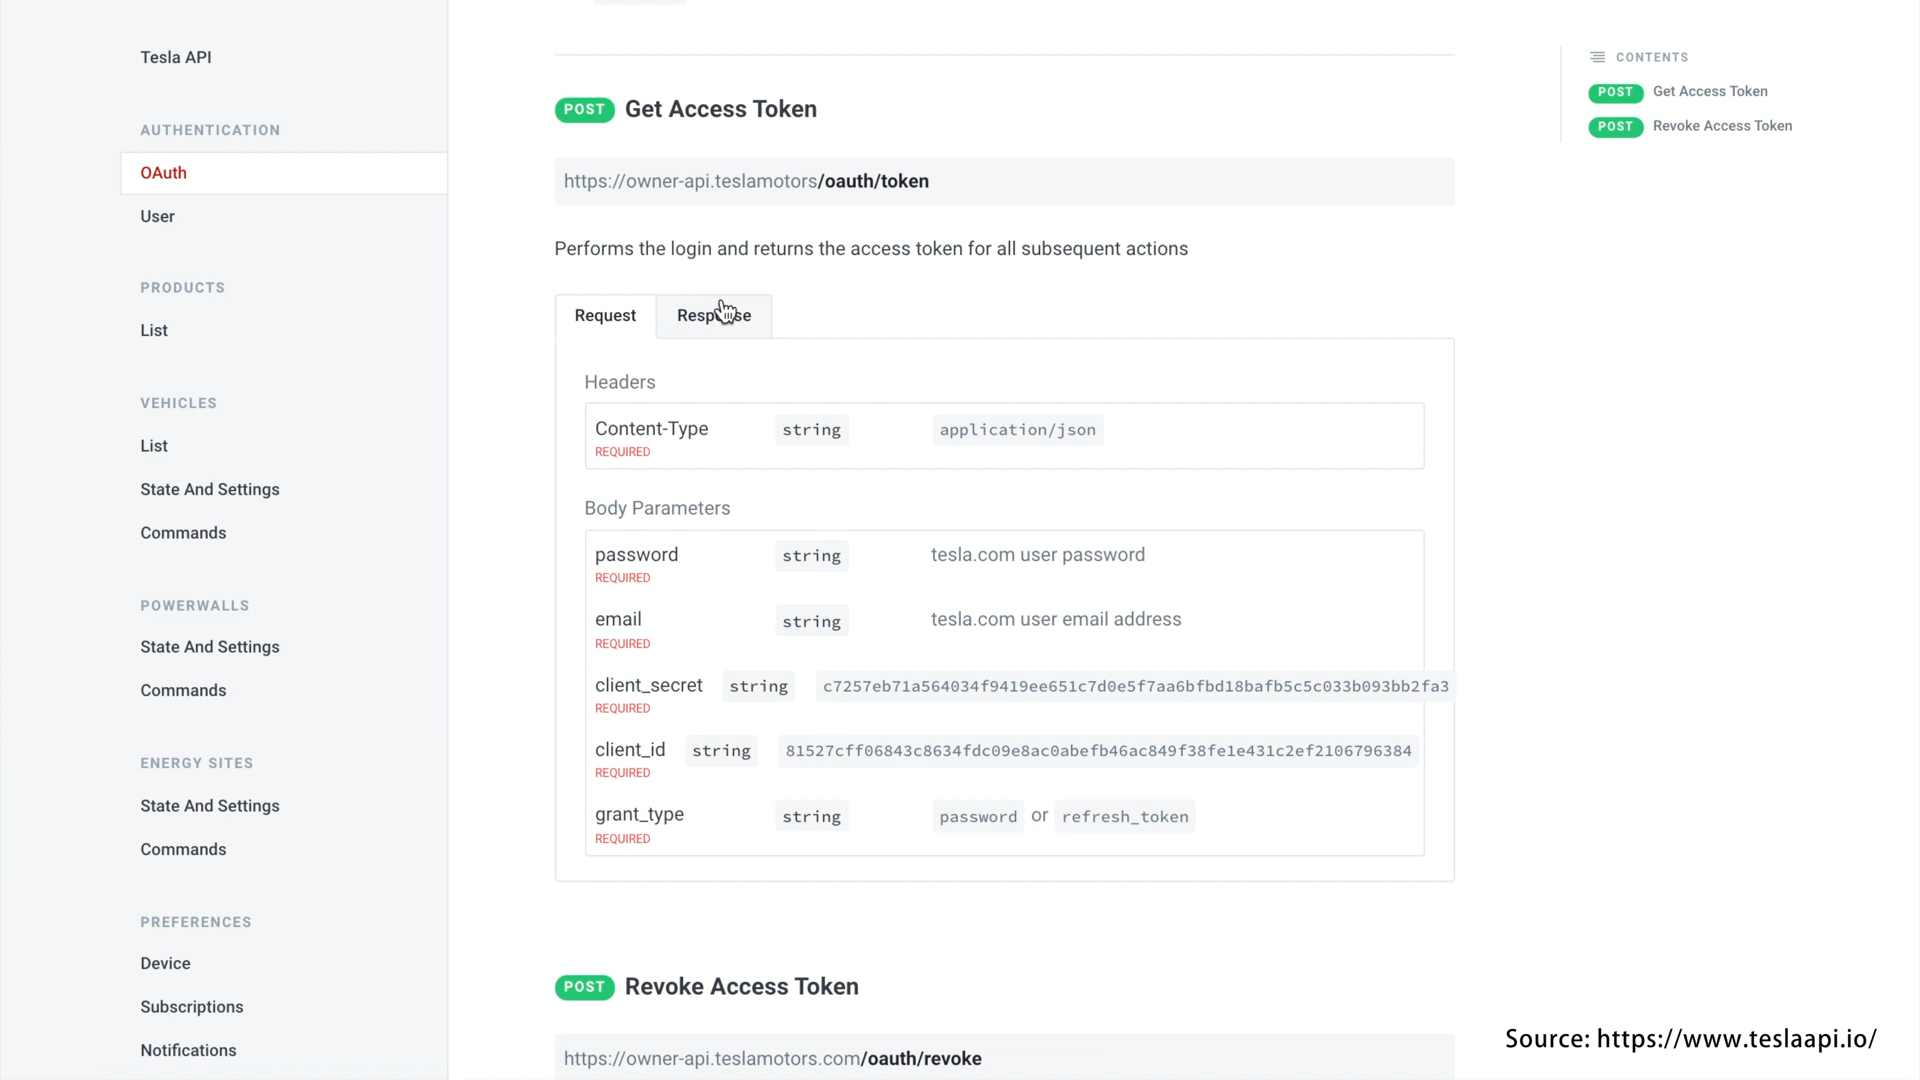 Tesla API
AUTHENTICATION
OAuth
User
PRODUCTS
List
VEHICLES
List
State And Settings
Commands
POWERWALLS
State And Settings
Commands
ENERGY SITES
State And Settings
Commands
PREFERENCES
Device
Subscriptions
Notifications
POST Get Access Token
https://owner-api.teslamotors/oauth/token
Performs the login and returns the access token for all subsequent actions
Request Response
Headers
Content-Type string application/json
REQUIRED
Body Parameters
password string tesla.com user password
REQUIRED
email string tesla.com user email address
REQUIRED
client_secret string c7257eb71a564034f9419ee651c7d0e5f7aa6bfbd18bafb5c5c033b093bb2fa3
REQUIRED
client_id string 81527cff06843c8634fdc09e8ac0abefb46ac849f38fe1e431c2ef2106796384
REQUIRED
grant_type string password or refresh_token
REQUIRED
POST Revoke Access Token
https://owner-api.teslamotors.com/oauth/revoke
CONTENTS
POST Get Access Token
POST Revoke Access Token
Source: https://www.teslaapi.io/